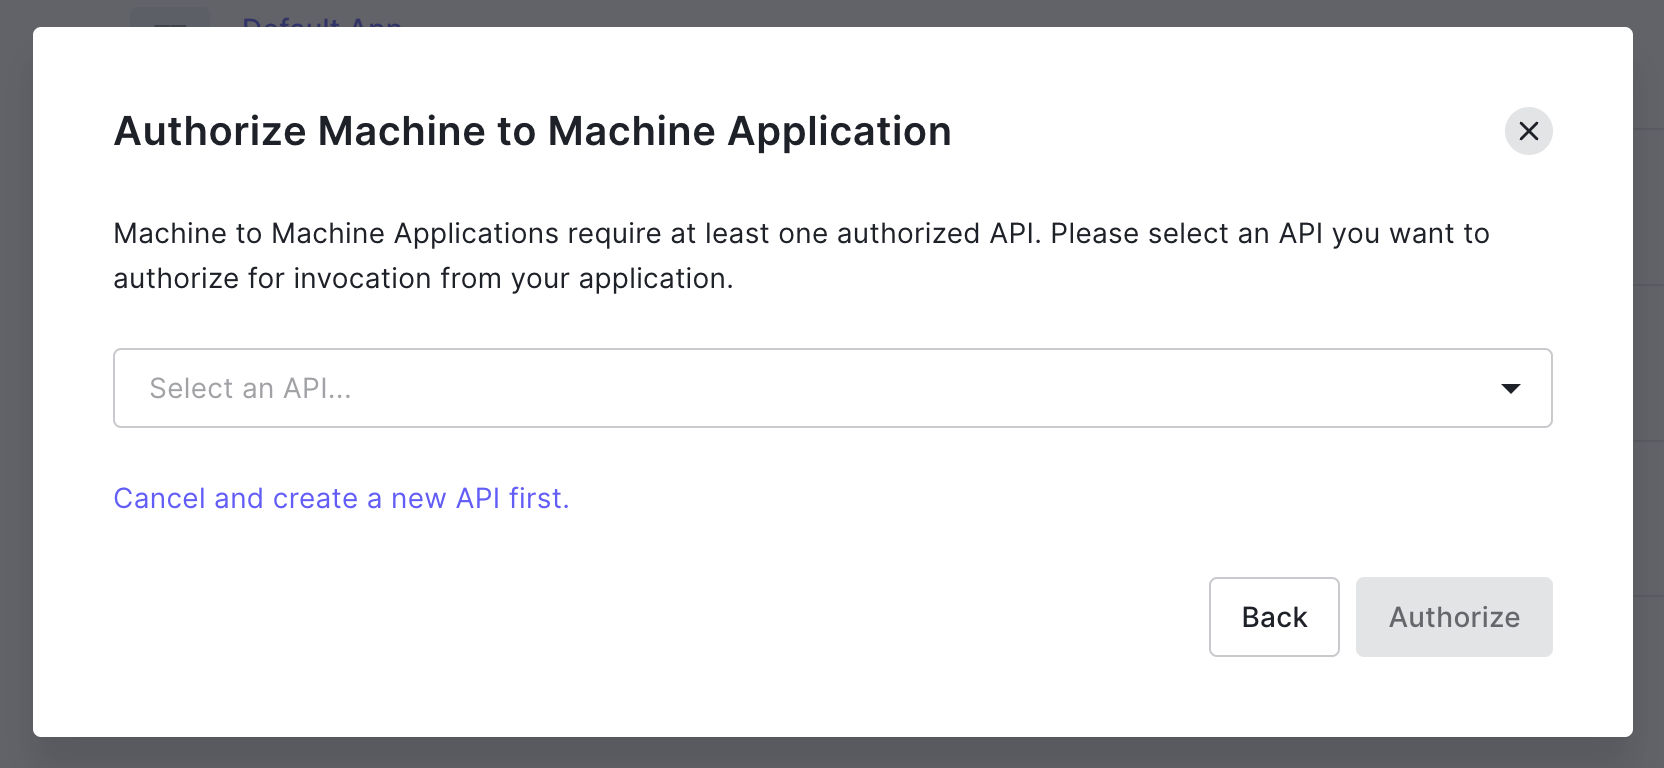 Default App
Authorize Machine to Machine Application
Machine to Machine Applications require at least one authorized API. Please select an API you want to
authorize for invocation from your application.
Select an API...
Cancel and create a new API first.
Back
Authorize